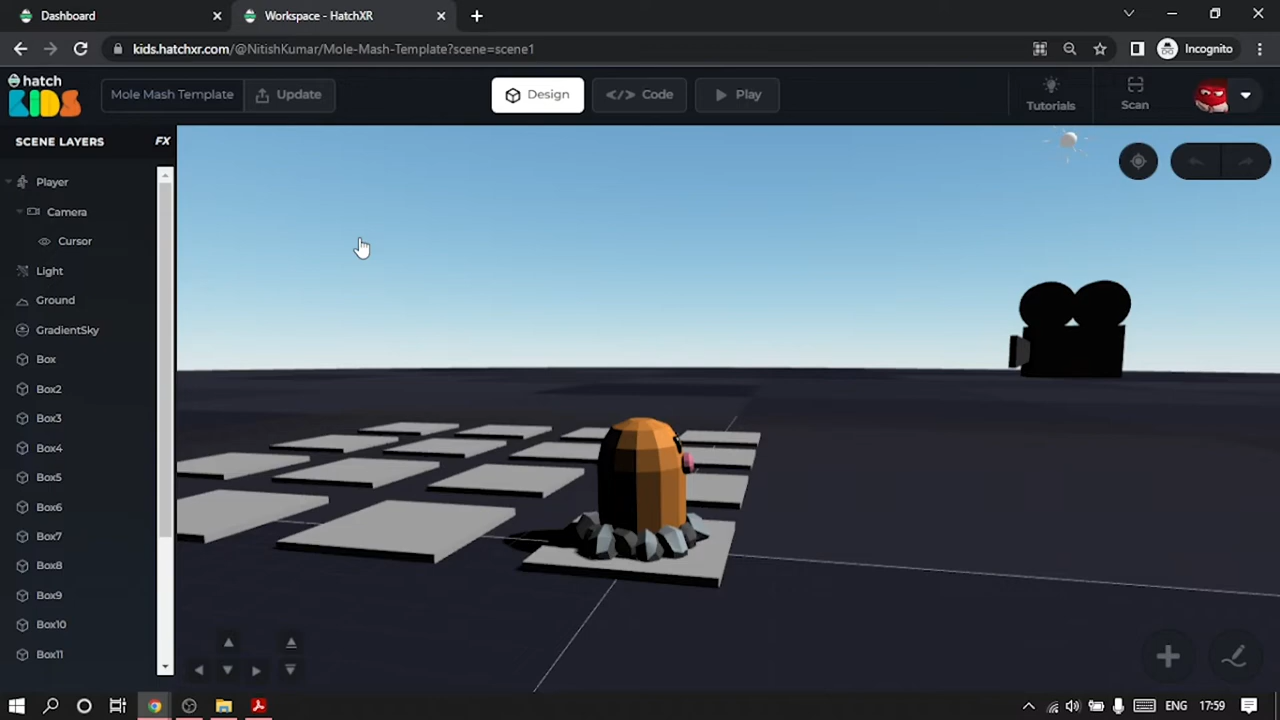 Dashboard
Workspace - HatchXR
kids.hatchxr.com/@NitishKumar/Mole-Mash-Template?scene=scene1
Incognito
hatch
KIDS
Mole Mash Template
Update
Design
</> Code
Play
Tutorials
Scan
SCENE LAYERS
FX
Player
Camera
Cursor
Light
Ground
GradientSky
Box
Box2
Box3
Box4
Box5
Box6
Box7
Box8
Box9
Box10
Box11
ENG
17:59